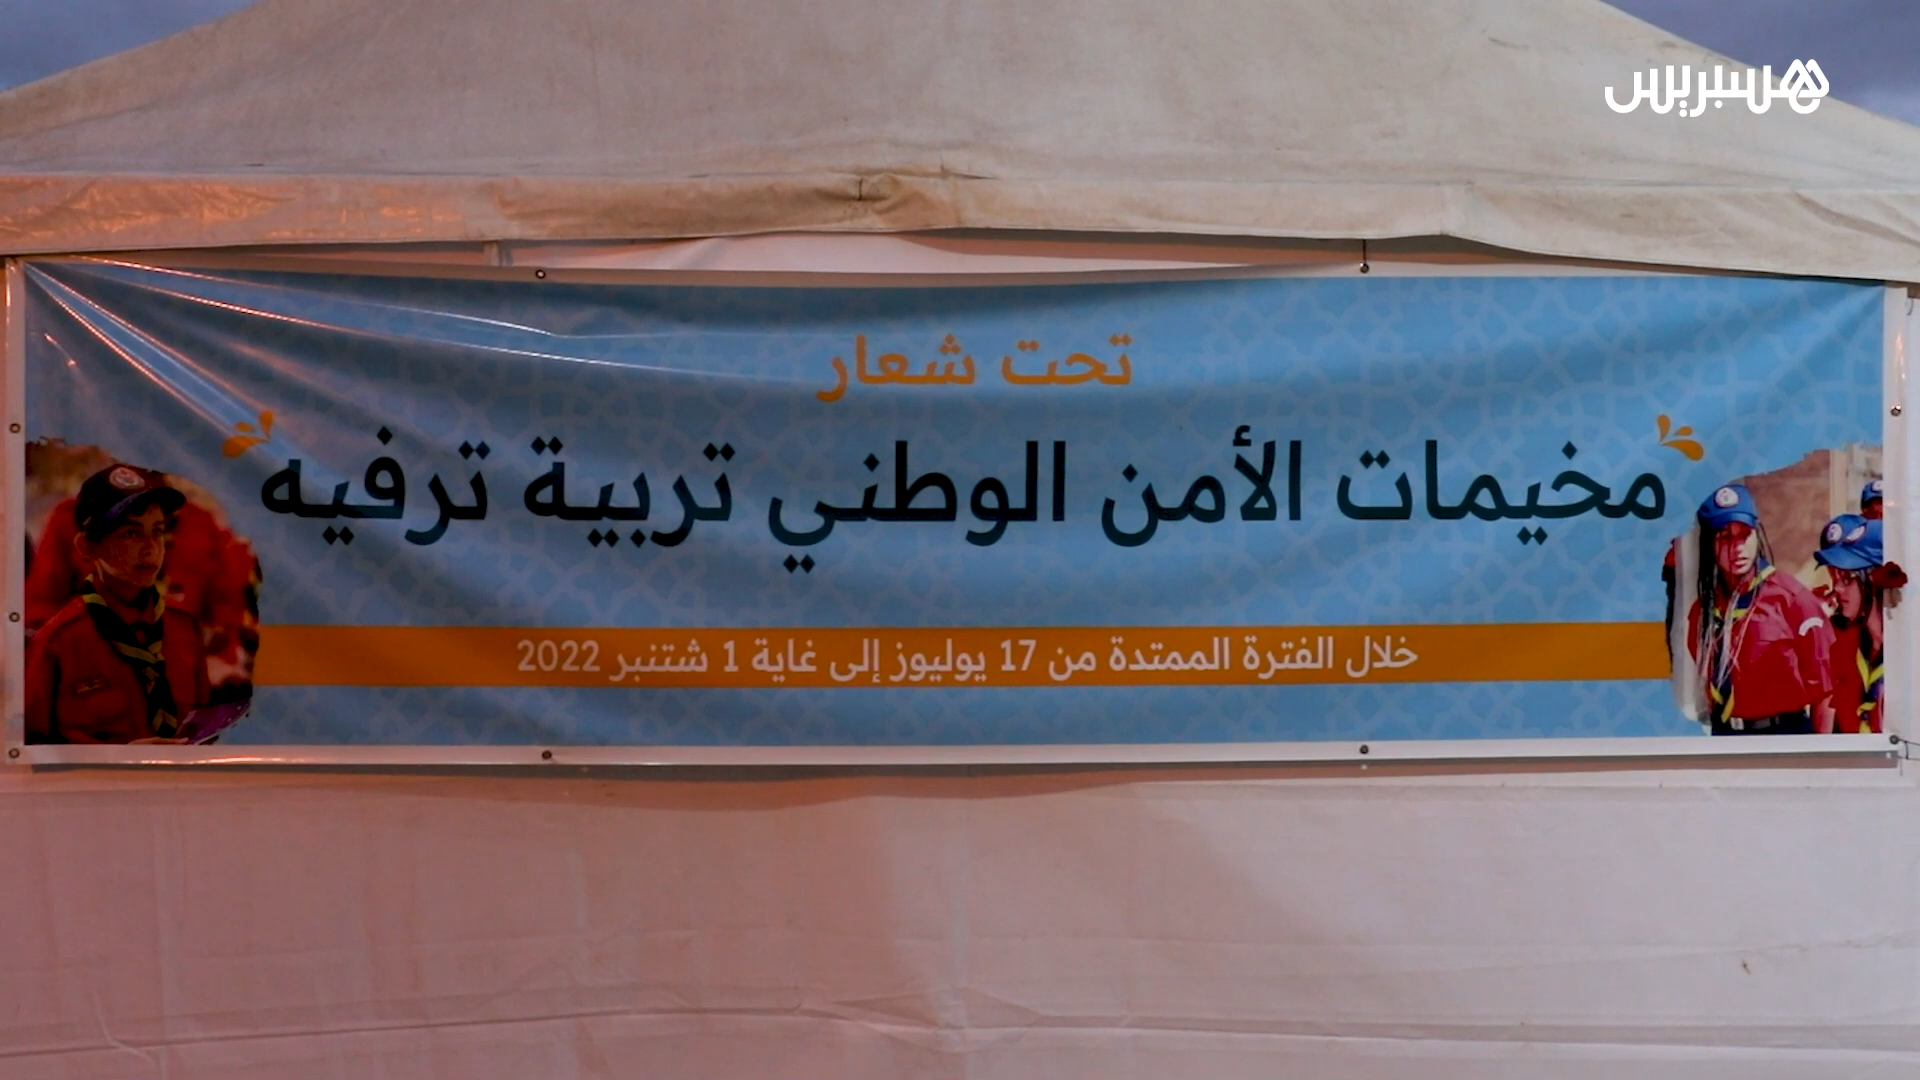 هسبريس
تحت شعار
مخيمات الأمن الوطني تربية ترفيه
خلال الفترة الممتدة من 17 يوليوز إلى غاية 1 شتنبر 2022